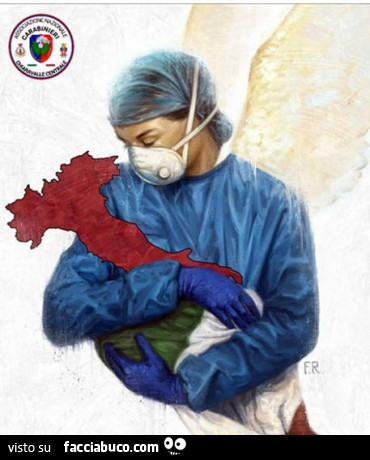 ASSOCIAZIONE NAZIONALE
CARABINIERI
CHIARAVALLE CENTRALE
F.R.
visto su facciabuco.com